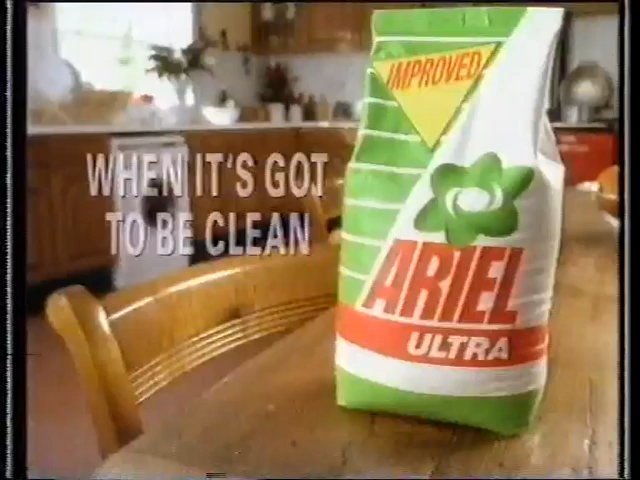 WHEN IT'S GOT
TO BE CLEAN
IMPROVED
ARIEL
ULTRA